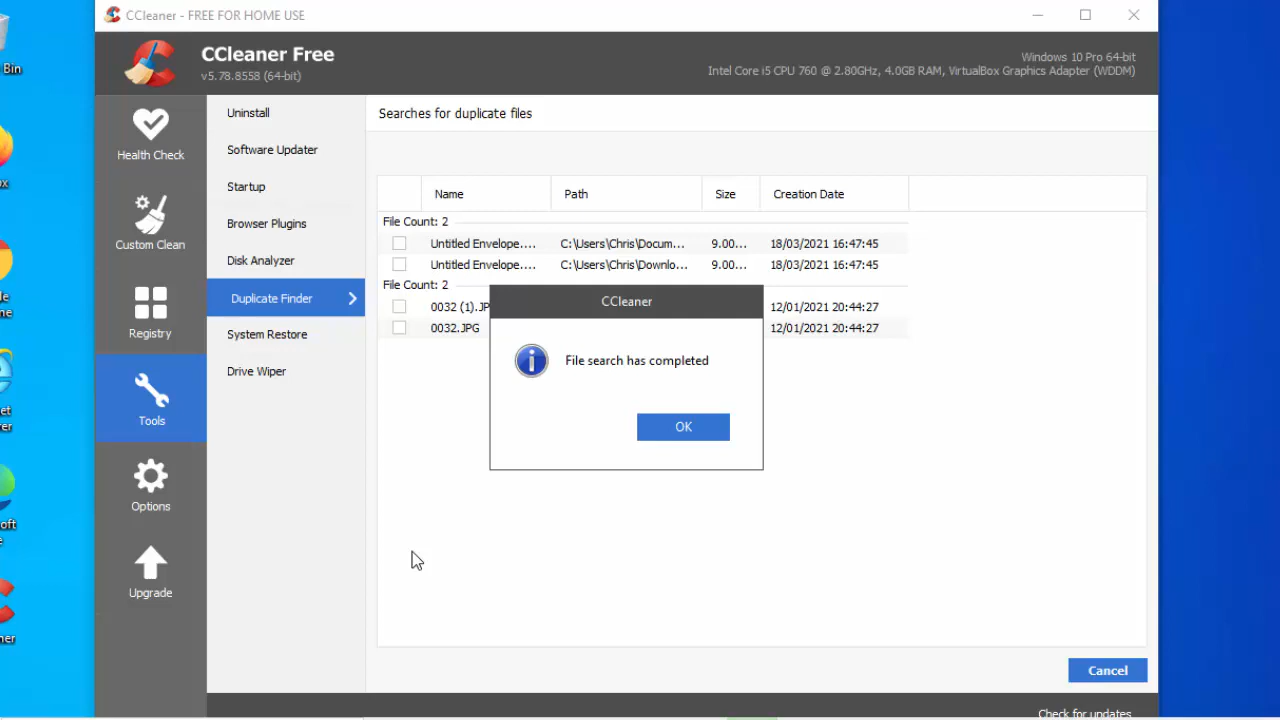 CCleaner - FREE FOR HOME USE
CCleaner Free
v5.78.8558 (64-bit)
Windows 10 Pro 64-bit
Intel Core i5 CPU 760 @ 2.80GHz, 4.0GB RAM, VirtualBox Graphics Adapter (WDDM)
Bin
Health Check
Custom Clean
Registry
Tools
Options
Upgrade
Uninstall
Software Updater
Startup
Browser Plugins
Disk Analyzer
Duplicate Finder
System Restore
Drive Wiper
Searches for duplicate files
Name Path Size Creation Date
File Count: 2
Untitled Envelope.... C:\Users\Chris\Docum... 9.00... 18/03/2021 16:47:45
Untitled Envelope.... C:\Users\Chris\Downlo... 9.00... 18/03/2021 16:47:45
File Count: 2
0032 (1).JP 12/01/2021 20:44:27
0032.JPG 12/01/2021 20:44:27
CCleaner
File search has completed
OK
Cancel
Check for updates